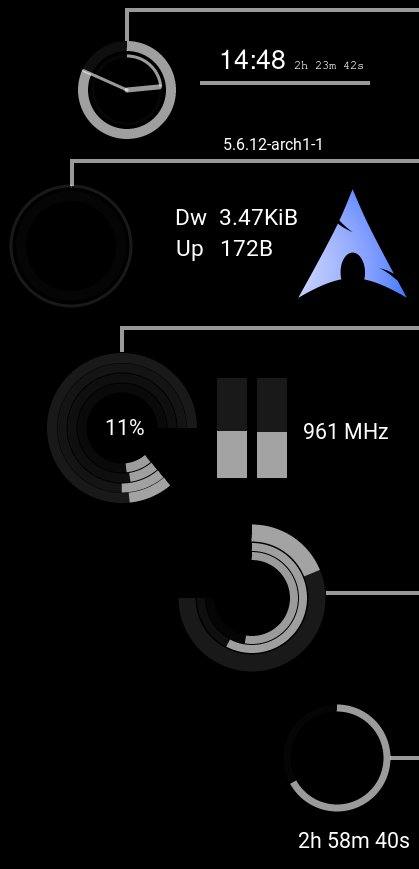 14:48 2h 23m 42s
5.6.12-arch1-1
Dw 3.47KiB
Up 172B
11%
961 MHz
2h 58m 40s